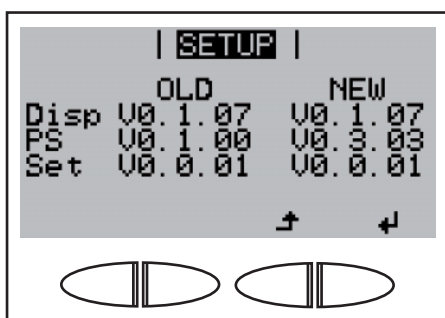 | SETUP |
OLD NEW
Disp V0.1.07 V0.1.07
PS V0.1.00 V0.3.03
Set V0.0.01 V0.0.01